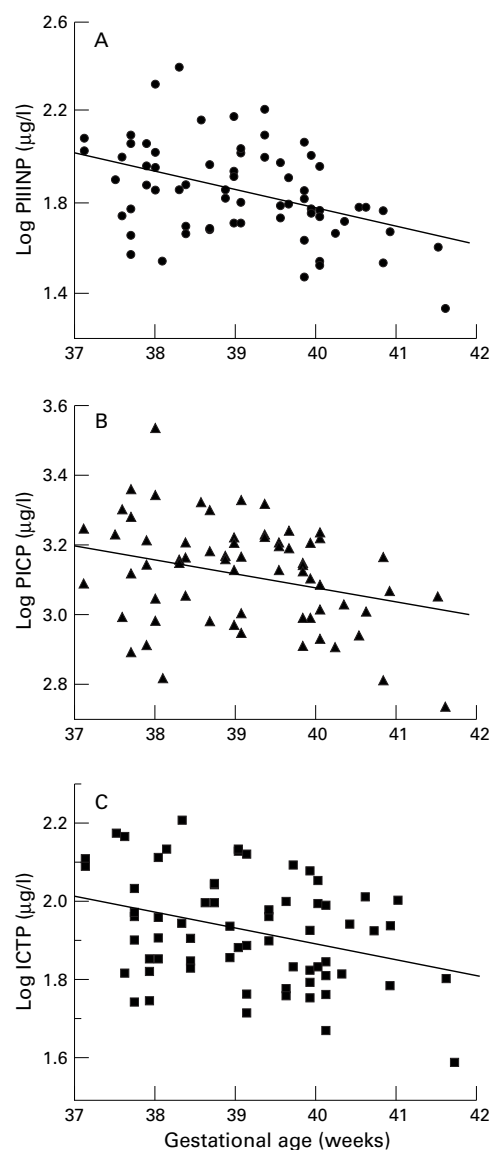 A
2.6
2.2
1.8
1.4
Log PIIINP (μg/l)
37 38 39 40 41 42
B
3.6
3.4
3.2
3.0
2.8
Log PICP (μg/l)
37 38 39 40 41 42
C
2.2
2.0
1.8
1.6
Log ICTP (μg/l)
37 38 39 40 41 42
Gestational age (weeks)